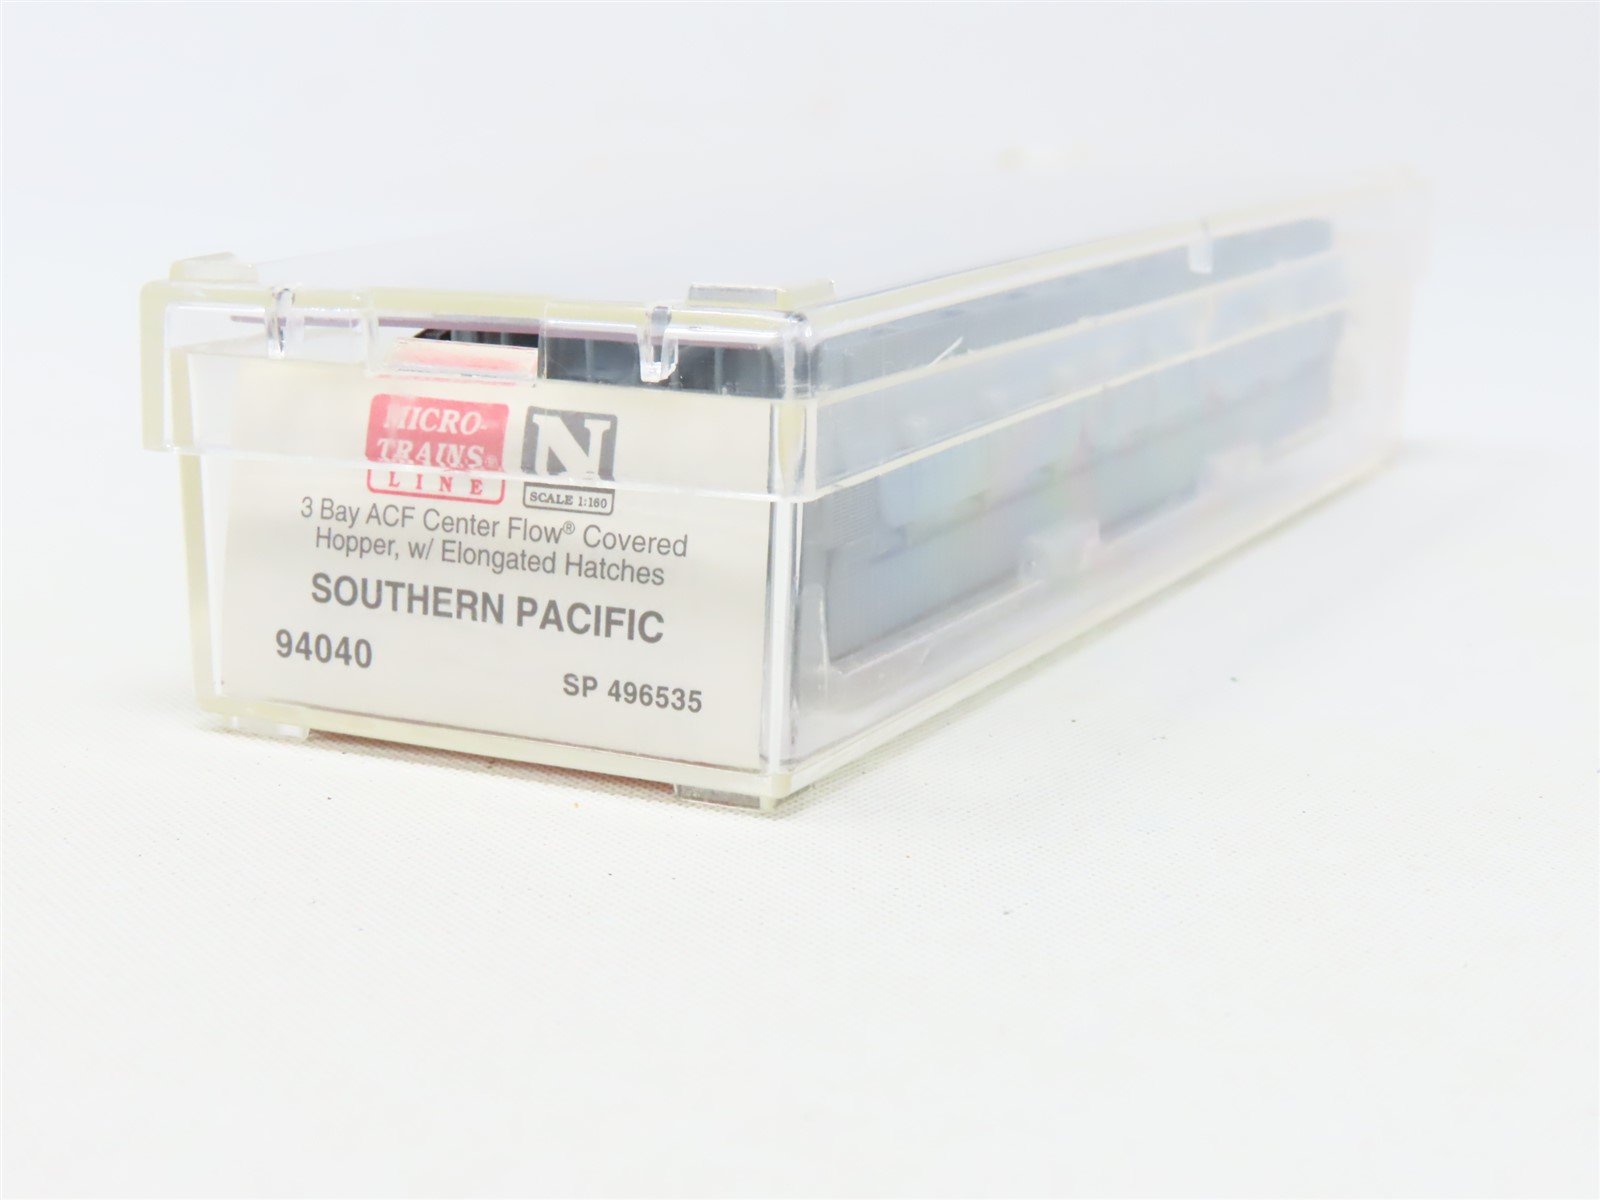 MICRO-
TRAINS®
LINE
N
SCALE 1:160
3 Bay ACF Center Flow® Covered
Hopper, w/ Elongated Hatches
SOUTHERN PACIFIC
94040
SP 496535